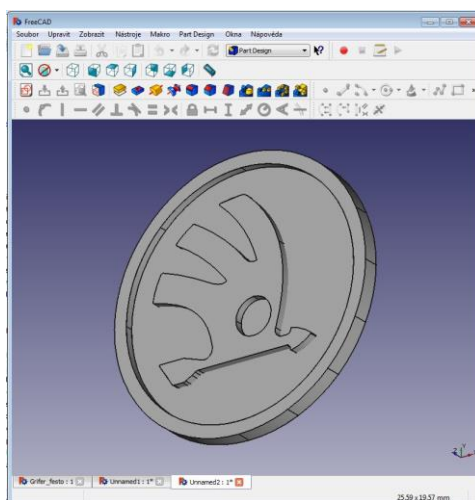 FreeCAD
Soubor Upravit Zobrazit Nástroje Makro Part Design Okna Nápověda
Part Design
Grifer_festo : 1 Unnamed1 : 1* Unnamed2 : 1*
25.59 x 19.57 mm